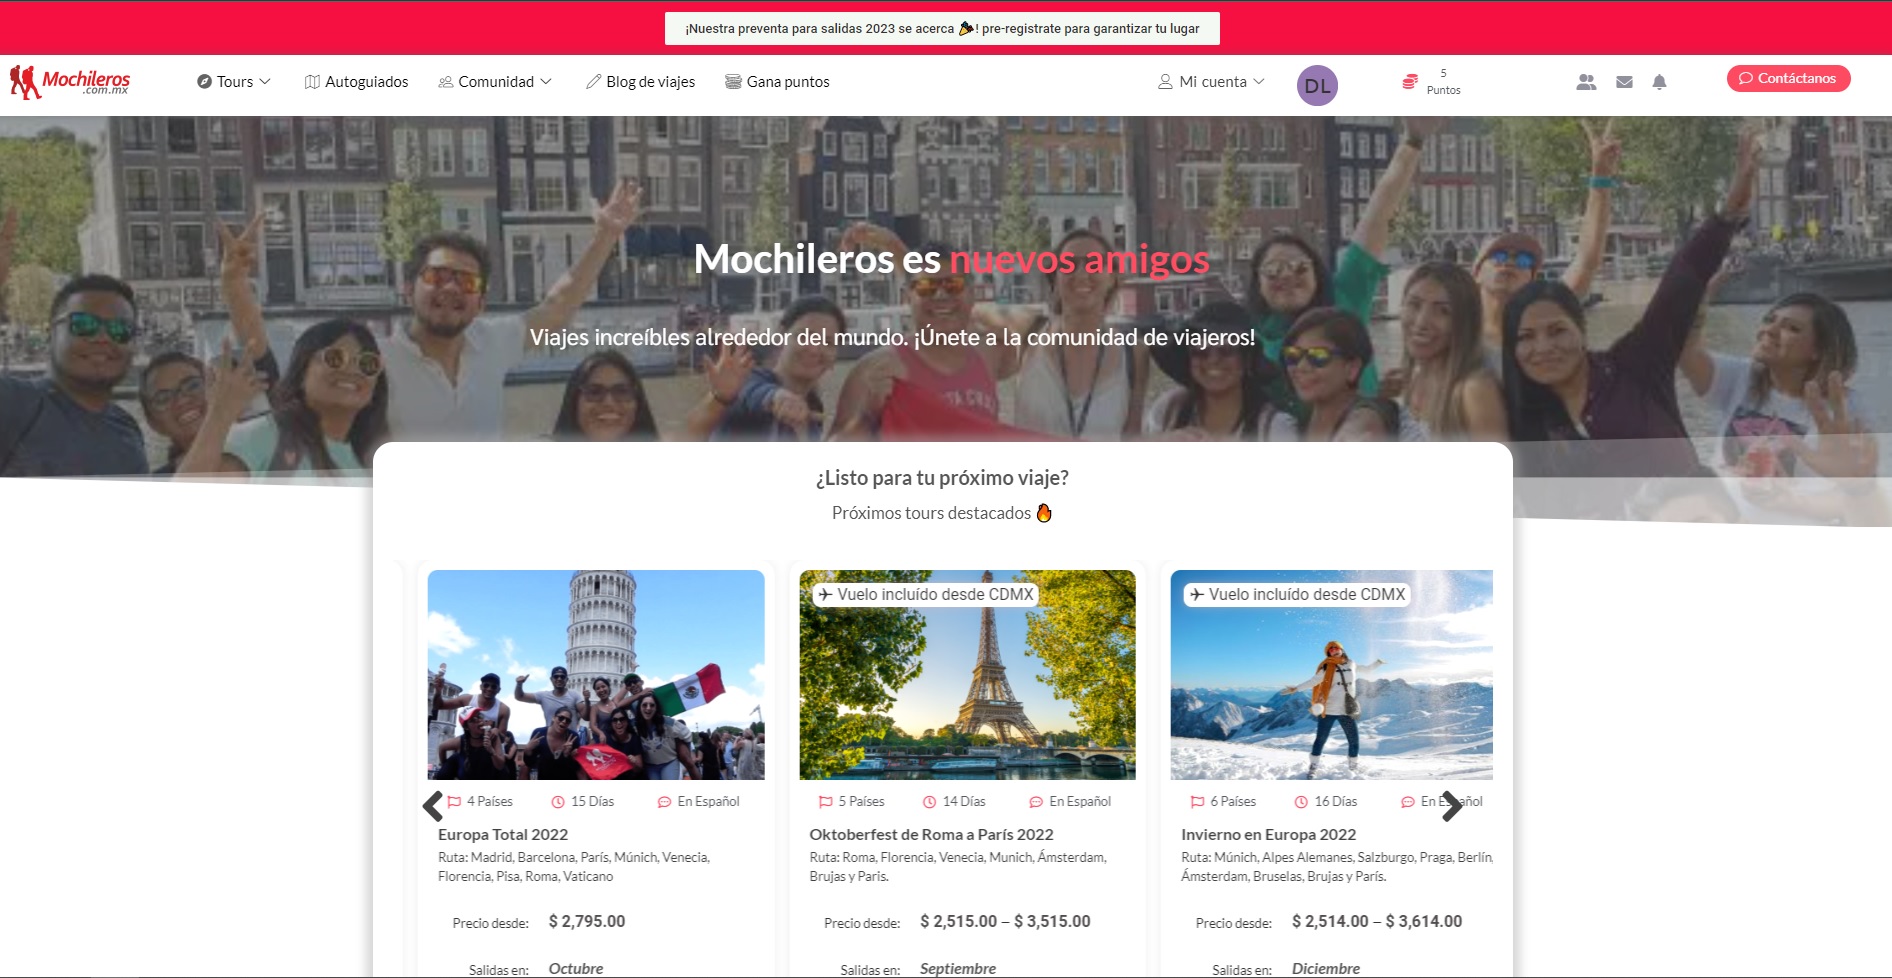 ¡Nuestra preventa para salidas 2023 se acerca 🎉! pre-registrate para garantizar tu lugar
Mochileros
.com.mx
Tours
Autoguiados
Comunidad
Blog de viajes
Gana puntos
Mi cuenta
DL
5
Puntos
Contáctanos
Mochileros es nuevos amigos
Viajes increíbles alrededor del mundo. ¡Únete a la comunidad de viajeros!
¿Listo para tu próximo viaje?
Próximos tours destacados 🔥
4 Países
15 Días
En Español
Europa Total 2022
Ruta: Madrid, Barcelona, París, Múnich, Venecia,
Florencia, Pisa, Roma, Vaticano
Precio desde: $ 2,795.00
Salidas en: Octubre
Vuelo incluído desde CDMX
5 Países
14 Días
En Español
Oktoberfest de Roma a París 2022
Ruta: Roma, Florencia, Venecia, Munich, Ámsterdam,
Brujas y Paris.
Precio desde: $ 2,515.00 – $ 3,515.00
Salidas en: Septiembre
Vuelo incluído desde CDMX
6 Países
16 Días
En Español
Invierno en Europa 2022
Ruta: Múnich, Alpes Alemanes, Salzburgo, Praga, Berlín,
Ámsterdam, Bruselas, Brujas y París.
Precio desde: $ 2,514.00 – $ 3,614.00
Salidas en: Diciembre